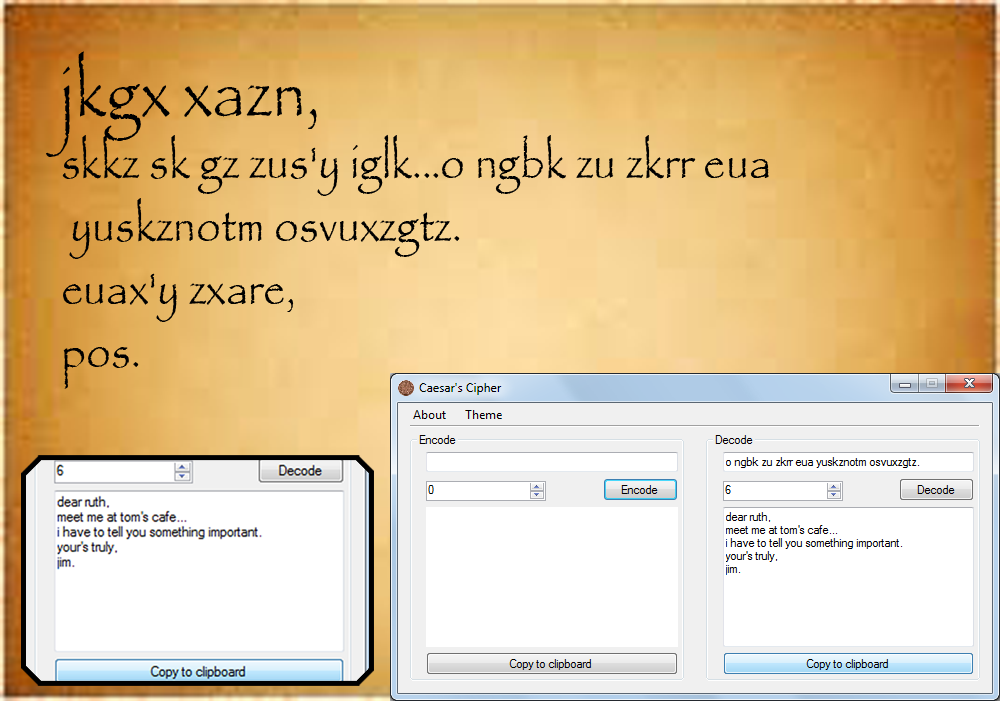 jkgx xazn,
skkz sk gz zus'y iglk...o ngbk zu zkrr eua
yuskznotm osvuxzgtz.
euax'y zxare,
pos.
Caesar's Cipher
About Theme
Encode
0
Encode
Copy to clipboard
Decode
o ngbk zu zkrr eua yuskznotm osvuxzgtz.
6
Decode
dear ruth,
meet me at tom's cafe...
i have to tell you something important.
your's truly,
jim.
Copy to clipboard
6
Decode
dear ruth,
meet me at tom's cafe...
i have to tell you something important.
your's truly,
jim.
Copy to clipboard